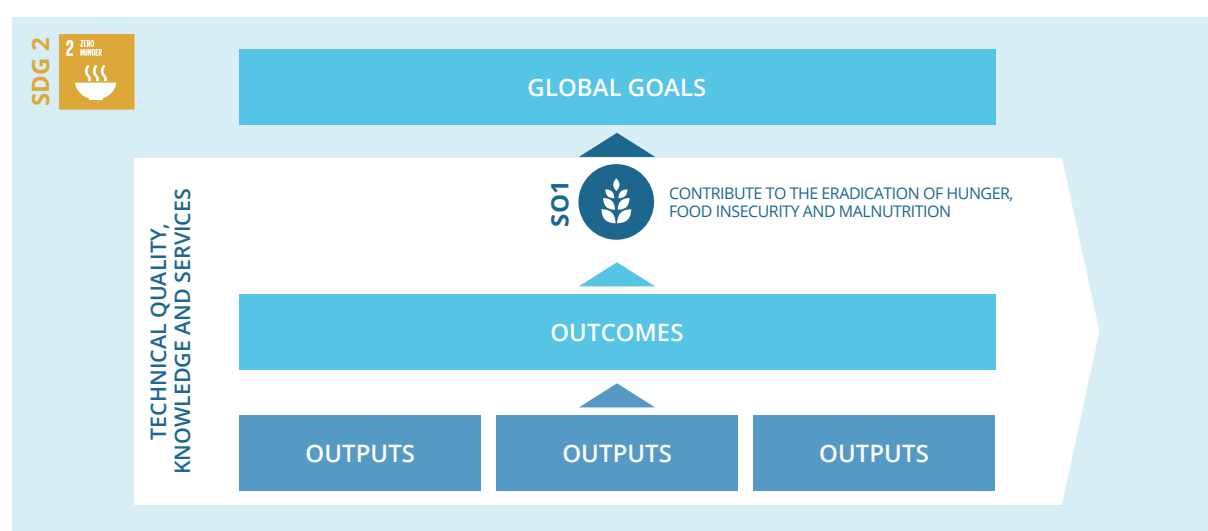 SDG 2
2 ZERO
HUNGER
GLOBAL GOALS
SO1
CONTRIBUTE TO THE ERADICATION OF HUNGER,
FOOD INSECURITY AND MALNUTRITION
TECHNICAL QUALITY,
KNOWLEDGE AND SERVICES
OUTCOMES
OUTPUTS
OUTPUTS
OUTPUTS